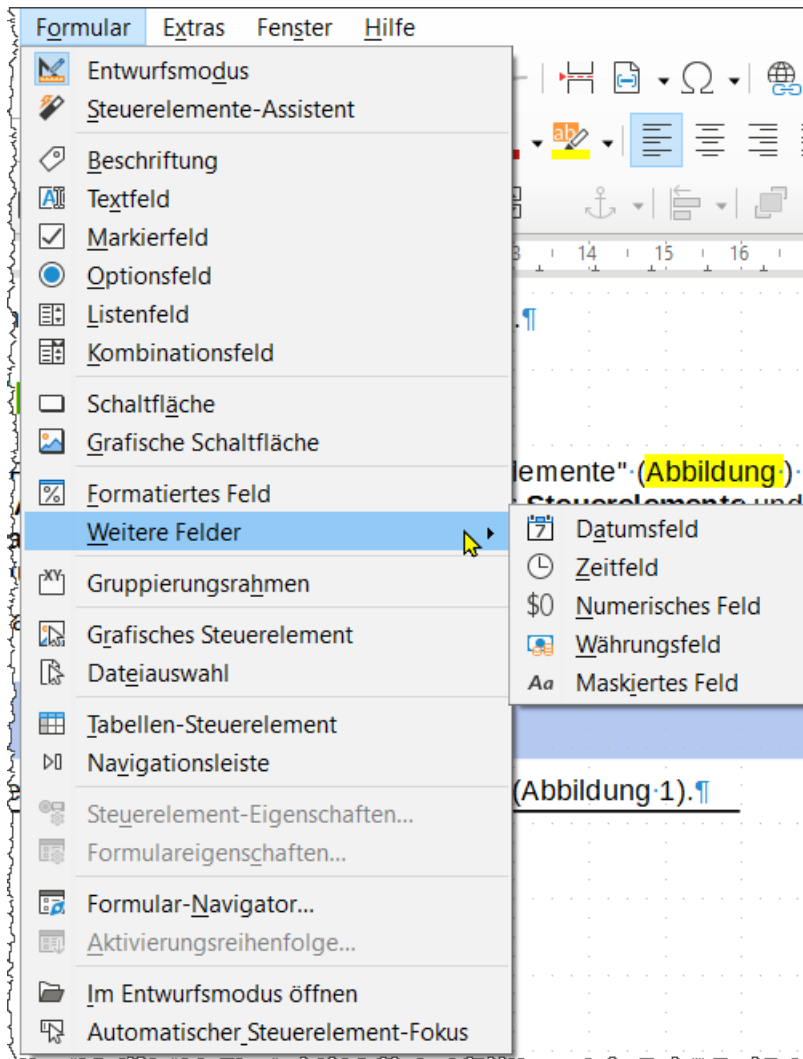 Formular Extras Fenster Hilfe
Entwurfsmodus
Steuerelemente-Assistent
Beschriftung
Textfeld
Markierfeld
Optionsfeld
Listenfeld
Kombinationsfeld
Schaltfläche
Grafische Schaltfläche
Formatiertes Feld
Weitere Felder
Gruppierungsrahmen
Grafisches Steuerelement
Dateiauswahl
Tabellen-Steuerelement
Navigationsleiste
Steuerelement-Eigenschaften...
Formulareigenschaften...
Formular-Navigator...
Aktivierungsreihenfolge...
Im Entwurfsmodus öffnen
Automatischer Steuerelement-Fokus
Datumsfeld
Zeitfeld
Numerisches Feld
Währungsfeld
Maskiertes Feld
14 15 16
.¶
lemente"·(Abbildung·)·
Steuerelemente und
(Abbildung·1).¶